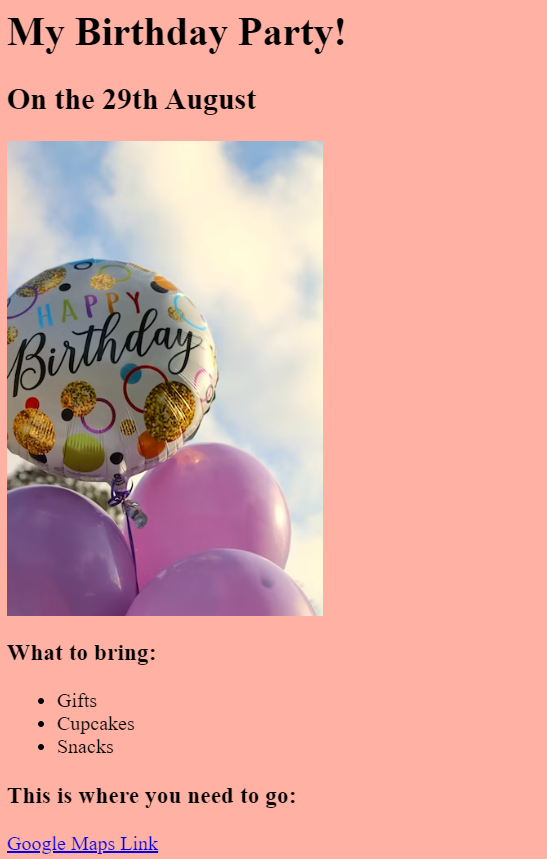 My Birthday Party!
On the 29th August
HAPPY
Birthday
What to bring:
Gifts
Cupcakes
Snacks
This is where you need to go:
Google Maps Link